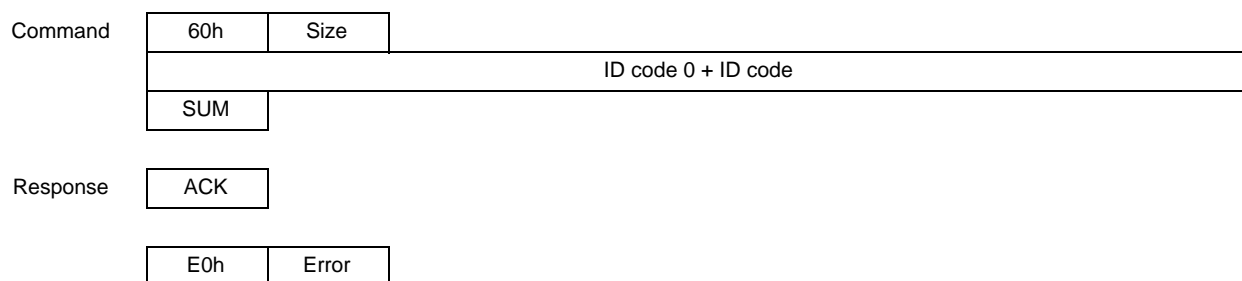 Command 60h Size
ID code 0 + ID code
SUM
Response ACK
E0h Error